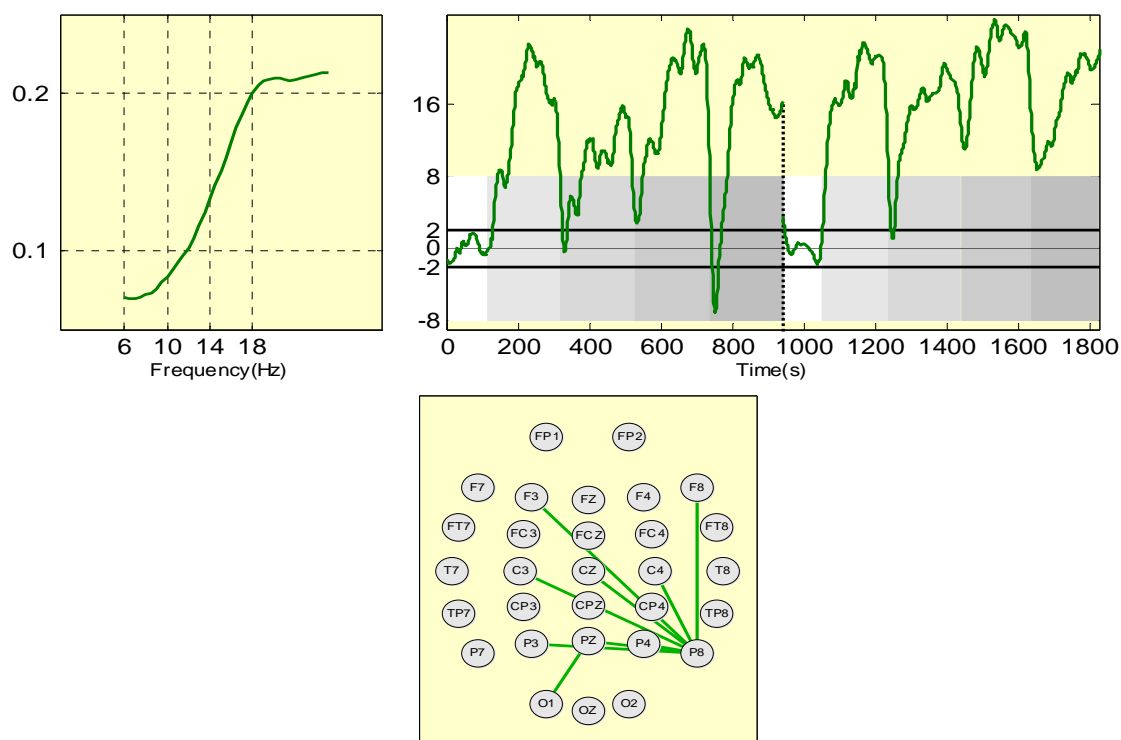 0.2
0.1
6 10 14 18
Frequency(Hz)
16
8
2
0
-2
-8
0 200 400 600 800 1000 1200 1400 1600 1800
Time(s)
FP1 FP2
F7 F3 FZ F4 F8
FT7 FC3 FCZ FC4 FT8
T7 C3 CZ C4 T8
TP7 CP3 CPZ CP4 TP8
P7 P3 PZ P4 P8
O1 OZ O2